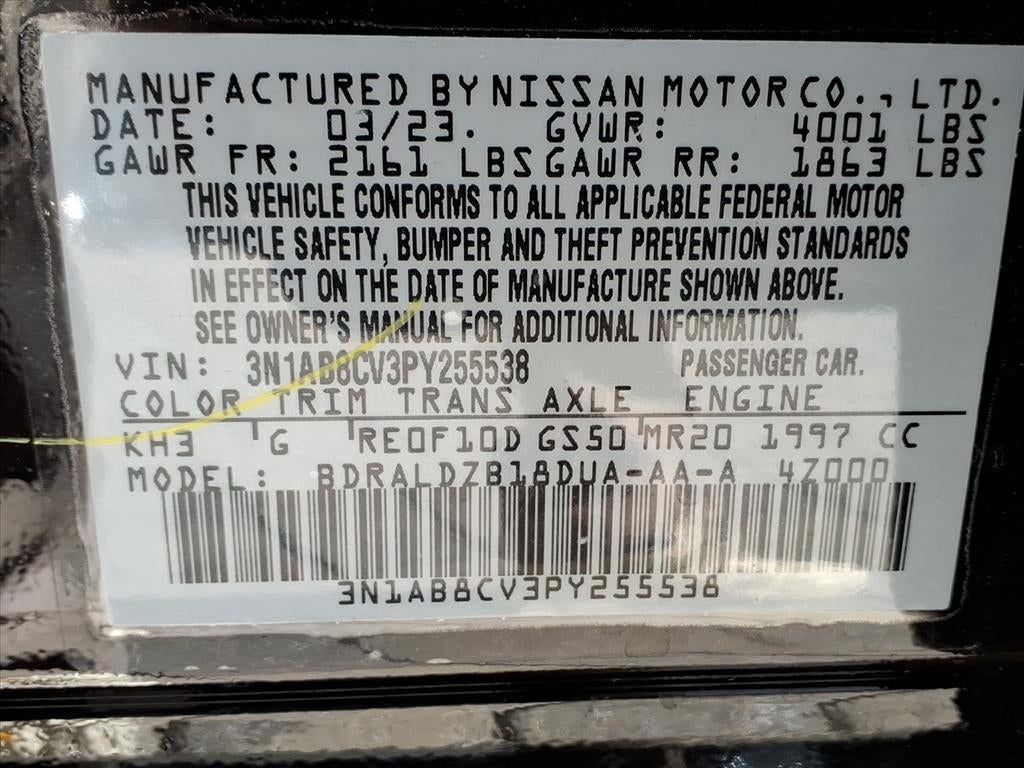 MANUFACTURED BY NISSAN MOTOR CO., LTD.
DATE: 03/23. GVWR: 4001 LBS
GAWR FR: 2161 LBS GAWR RR: 1863 LBS
THIS VEHICLE CONFORMS TO ALL APPLICABLE FEDERAL MOTOR
VEHICLE SAFETY, BUMPER AND THEFT PREVENTION STANDARDS
IN EFFECT ON THE DATE OF MANUFACTURE SHOWN ABOVE.
SEE OWNER'S MANUAL FOR ADDITIONAL INFORMATION.
VIN: 3N1AB8CV3PY255538 PASSENGER CAR.
COLOR TRIM TRANS AXLE ENGINE
KH3 G RE0F10D GS50 MR20 1997 CC
MODEL: BDRALDZB18DUA-AA-A 4Z000
3N1AB8CV3PY255538